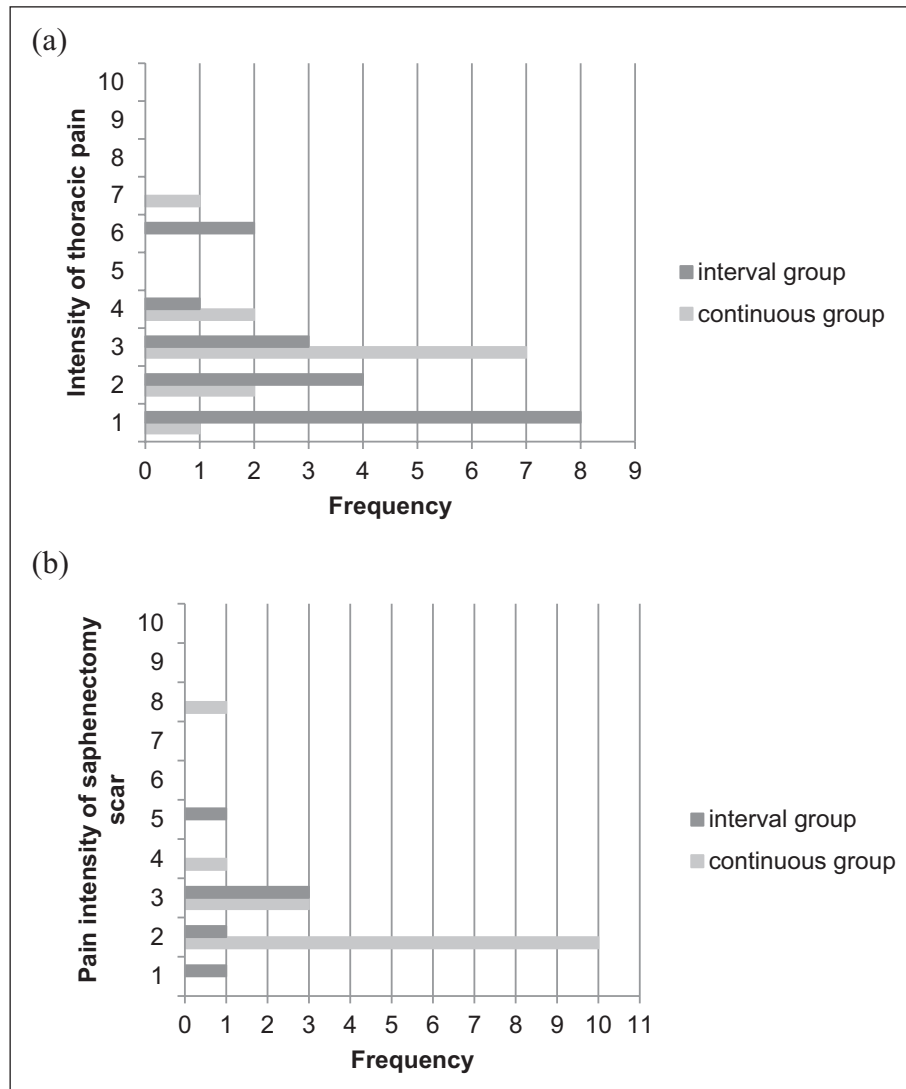 (a)
Intensity of thoracic pain
10
9
8
7
6
5
4
3
2
1
0 1 2 3 4 5 6 7 8 9
Frequency
interval group
continuous group
(b)
Pain intensity of saphenectomy
scar
10
9
8
7
6
5
4
3
2
1
0 1 2 3 4 5 6 7 8 9 10 11
Frequency
interval group
continuous group